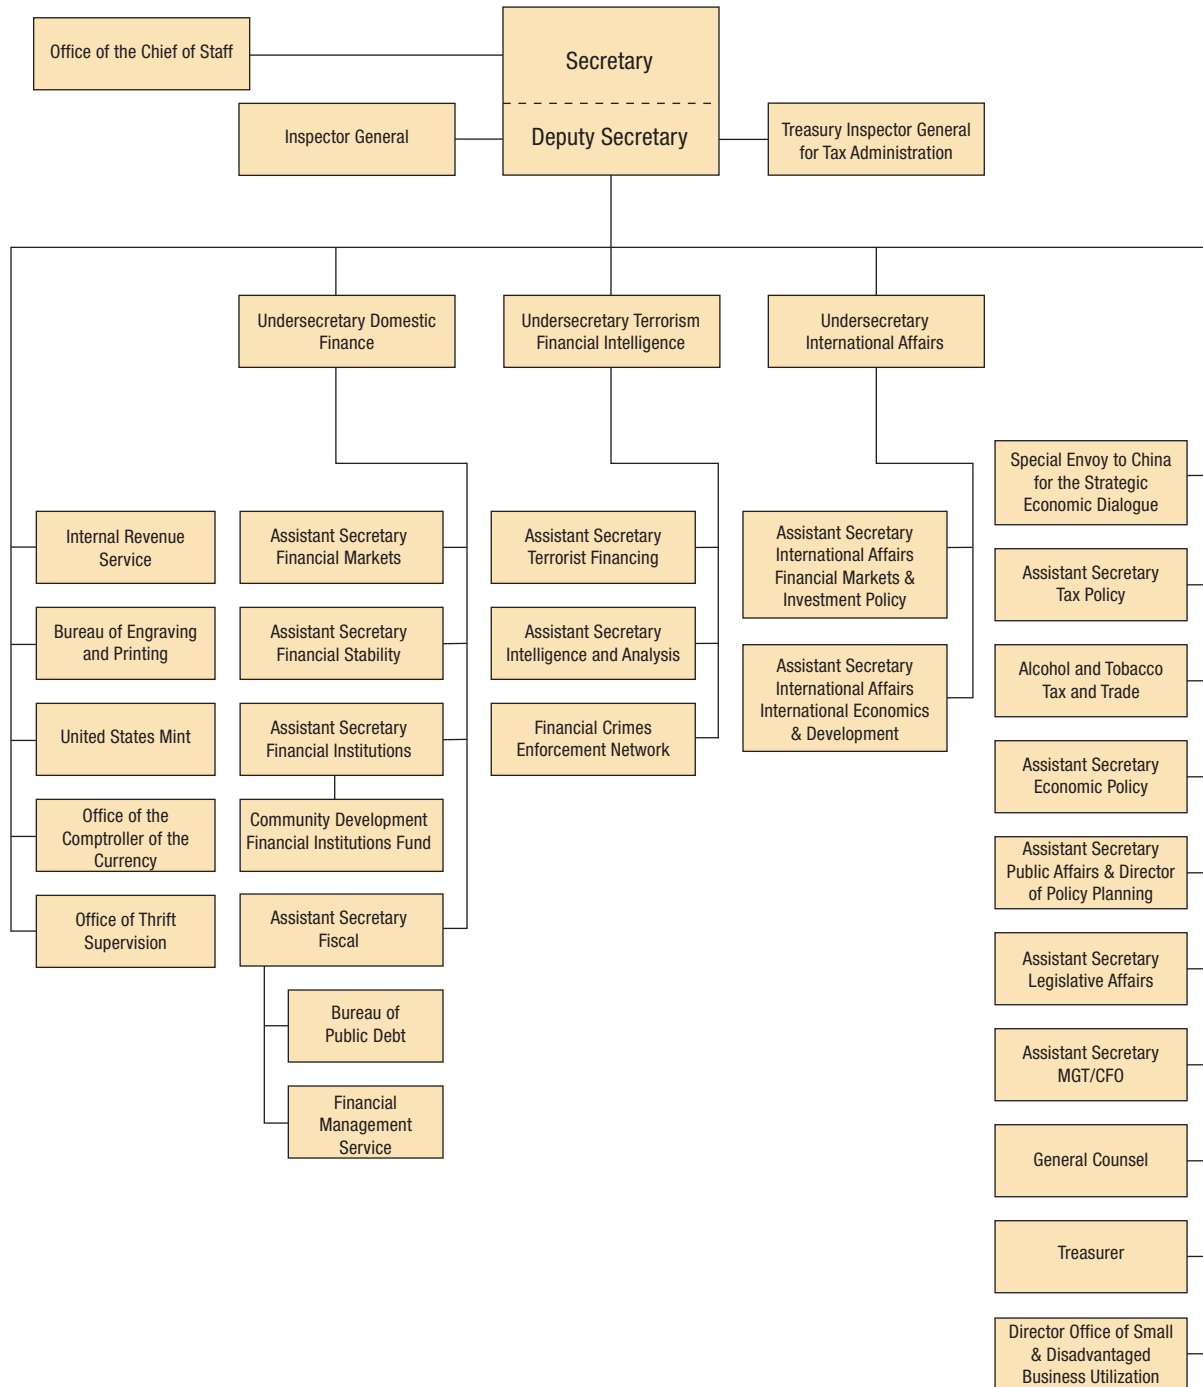 Office of the Chief of Staff
Secretary
Deputy Secretary
Inspector General
Treasury Inspector General
for Tax Administration
Undersecretary Domestic
Finance
Undersecretary Terrorism
Financial Intelligence
Undersecretary
International Affairs
Internal Revenue
Service
Bureau of Engraving
and Printing
United States Mint
Office of the
Comptroller of the
Currency
Office of Thrift
Supervision
Assistant Secretary
Financial Markets
Assistant Secretary
Financial Stability
Assistant Secretary
Financial Institutions
Community Development
Financial Institutions Fund
Assistant Secretary
Fiscal
Bureau of
Public Debt
Financial
Management
Service
Assistant Secretary
Terrorist Financing
Assistant Secretary
Intelligence and Analysis
Financial Crimes
Enforcement Network
Assistant Secretary
International Affairs
Financial Markets &
Investment Policy
Assistant Secretary
International Affairs
International Economics
& Development
Special Envoy to China
for the Strategic
Economic Dialogue
Assistant Secretary
Tax Policy
Alcohol and Tobacco
Tax and Trade
Assistant Secretary
Economic Policy
Assistant Secretary
Public Affairs & Director
of Policy Planning
Assistant Secretary
Legislative Affairs
Assistant Secretary
MGT/CFO
General Counsel
Treasurer
Director Office of Small
& Disadvantaged
Business Utilization